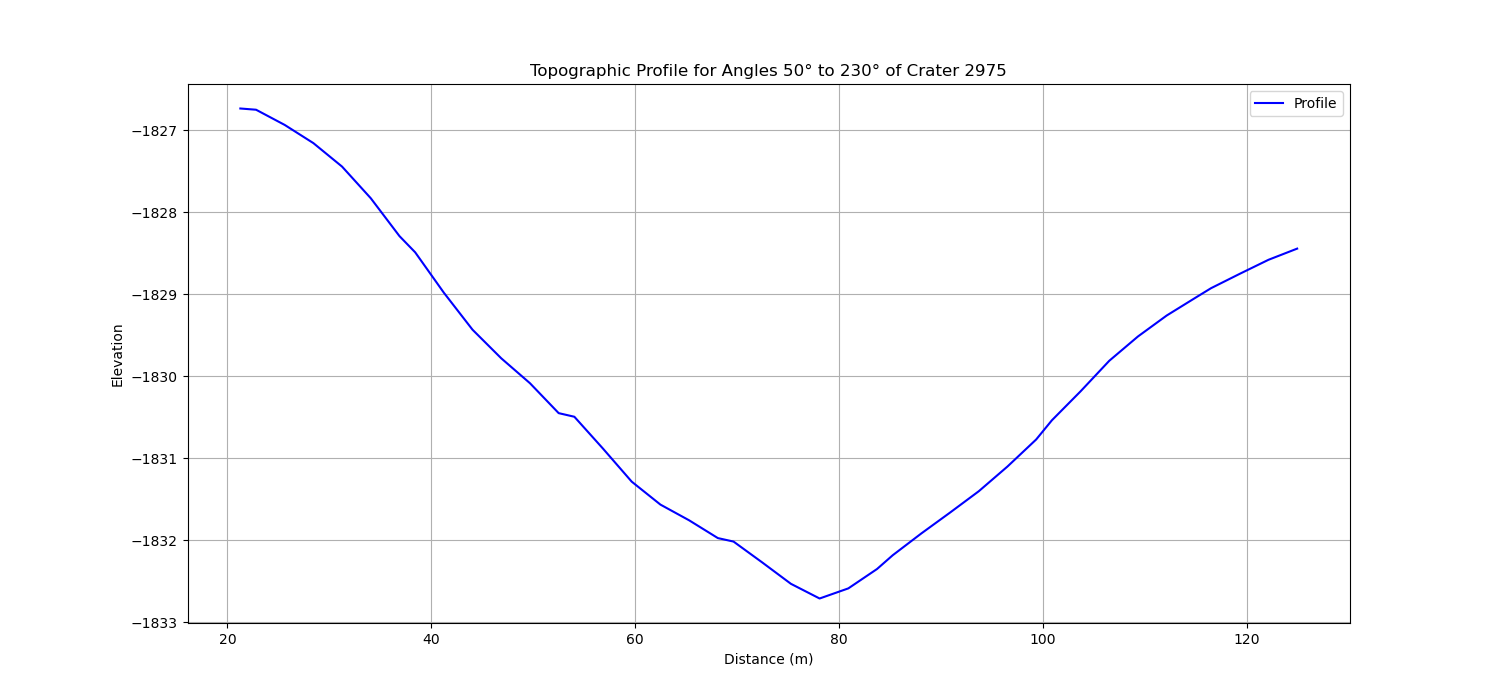 Topographic Profile for Angles 50° to 230° of Crater 2975
Profile
−1827
−1828
−1829
−1830
−1831
−1832
−1833
Elevation
20 40 60 80 100 120
Distance (m)